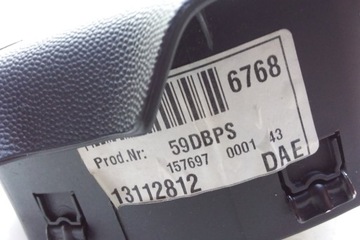 6768
Prod.Nr: 59DBPS
157697 0001 43
13112812 DAE